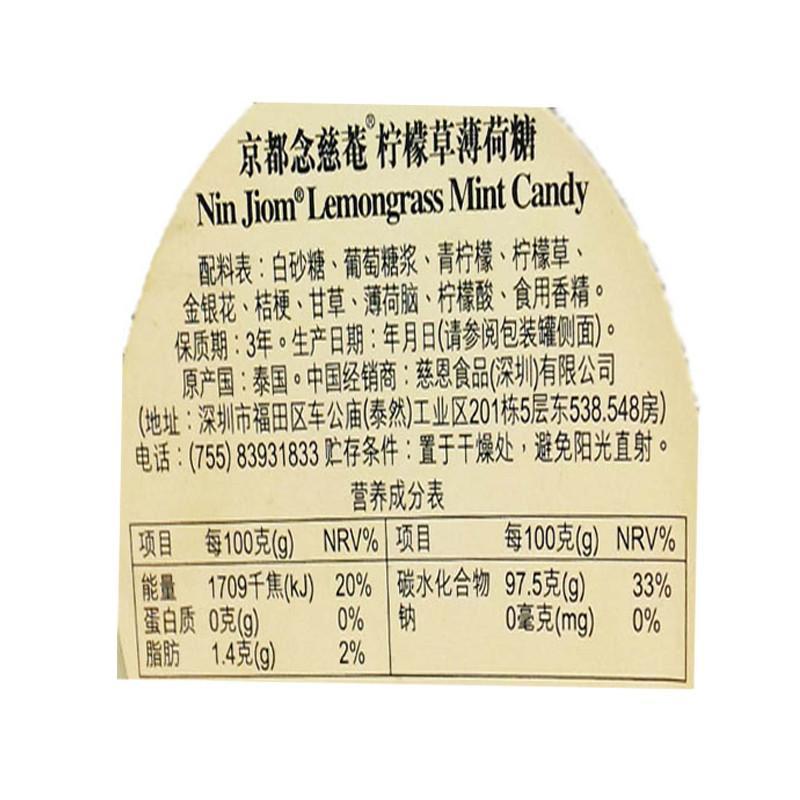 京都念慈菴®柠檬草薄荷糖
Nin Jiom® Lemongrass Mint Candy
配料表：白砂糖、葡萄糖浆、青柠檬、柠檬草、
金银花、桔梗、甘草、薄荷脑、柠檬酸、食用香精。
保质期：3年。生产日期：年月日(请参阅包装罐侧面)。
原产国：泰国。中国经销商：慈恩食品(深圳)有限公司
(地址：深圳市福田区车公庙(泰然)工业区201栋5层东538.548房)
电话：(755) 83931833 贮存条件：置于干燥处，避免阳光直射。
营养成分表
项目 每100克(g) NRV% 项目 每100克(g) NRV%
能量 1709千焦(kJ) 20% 碳水化合物 97.5克(g) 33%
蛋白质 0克(g) 0% 钠 0毫克(mg) 0%
脂肪 1.4克(g) 2%